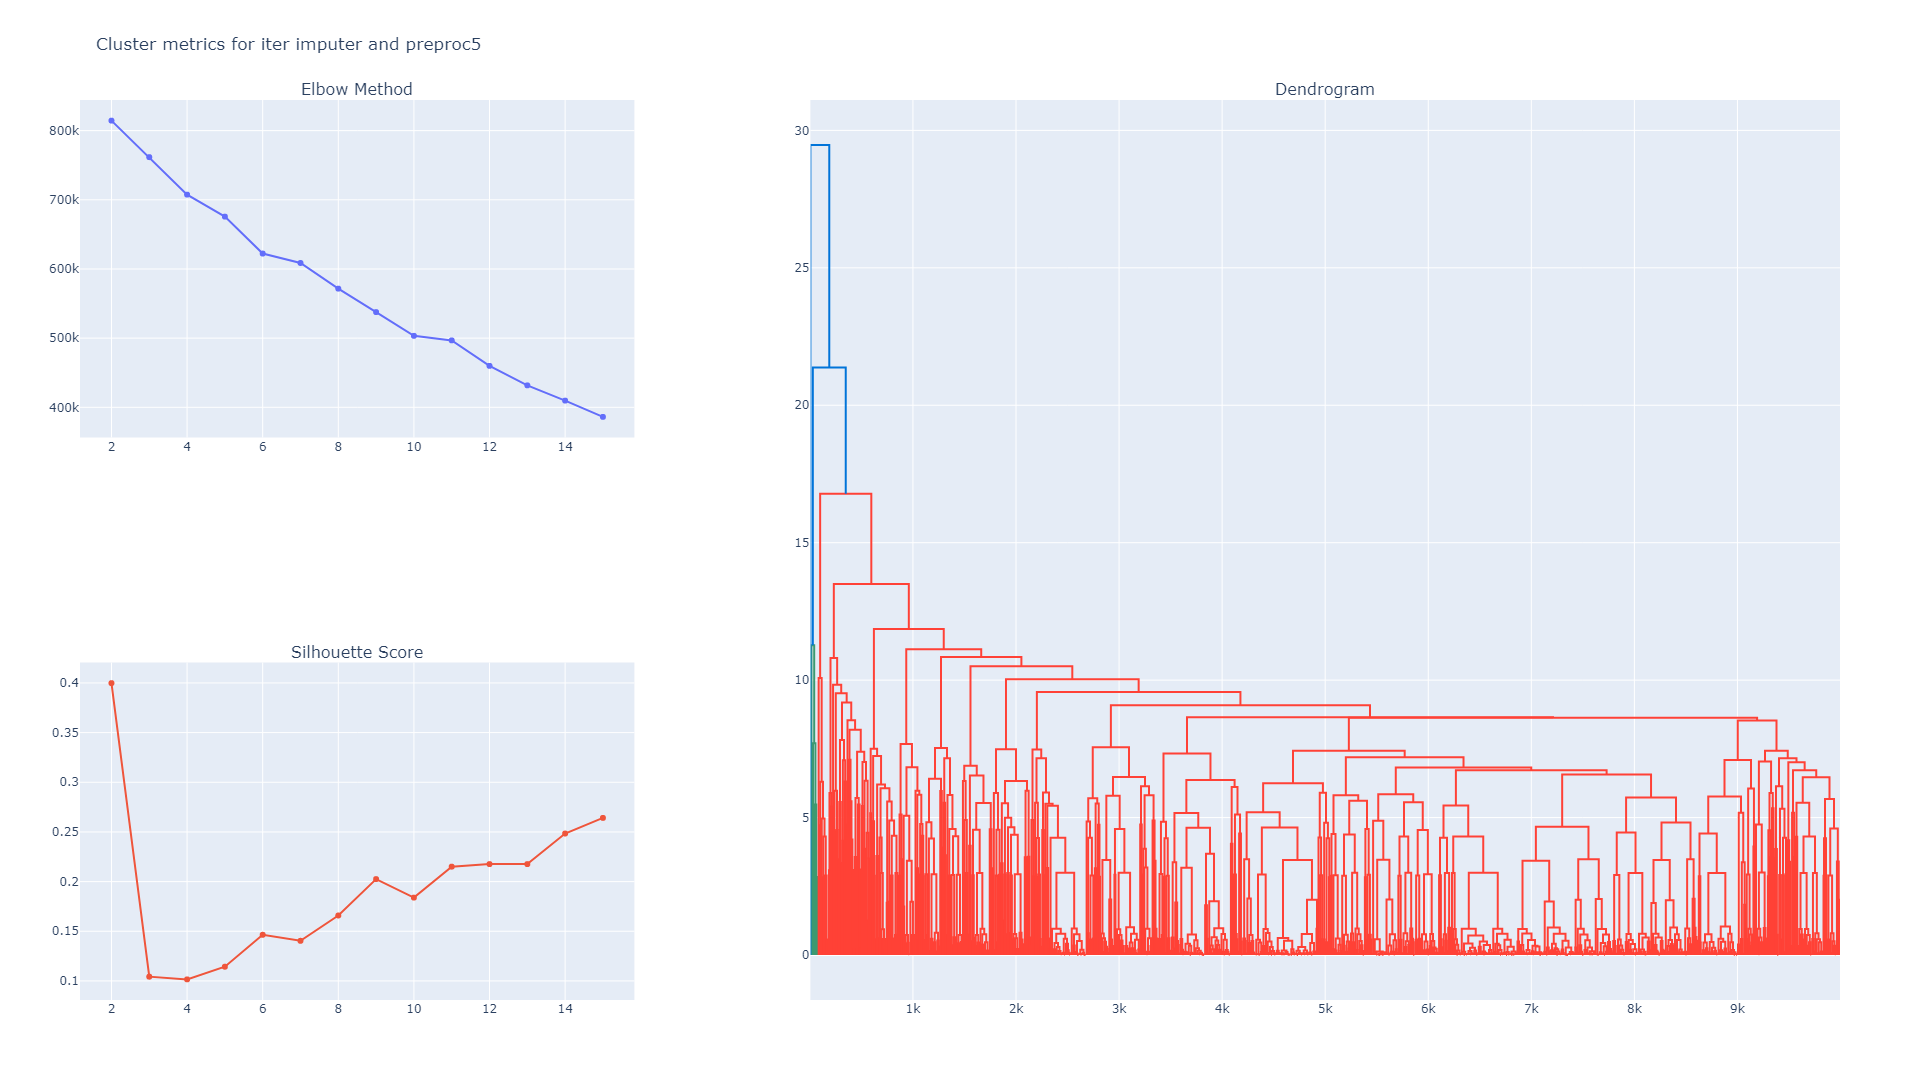 Cluster metrics for iter imputer and preproc5
Elbow Method
800k
700k
600k
500k
400k
2 4 6 8 10 12 14
Silhouette Score
0.4
0.35
0.3
0.25
0.2
0.15
0.1
2 4 6 8 10 12 14
Dendrogram
30
25
20
15
10
5
0
1k 2k 3k 4k 5k 6k 7k 8k 9k